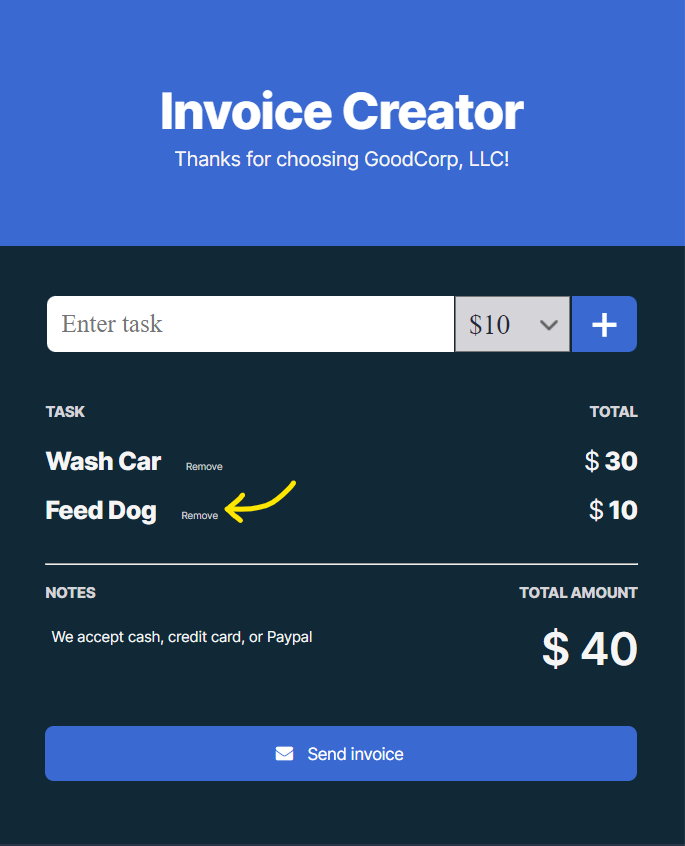 Invoice Creator
Thanks for choosing GoodCorp, LLC!
Enter task $10 +
TASK TOTAL
Wash Car Remove $ 30
Feed Dog Remove $ 10
NOTES TOTAL AMOUNT
We accept cash, credit card, or Paypal $ 40
Send invoice